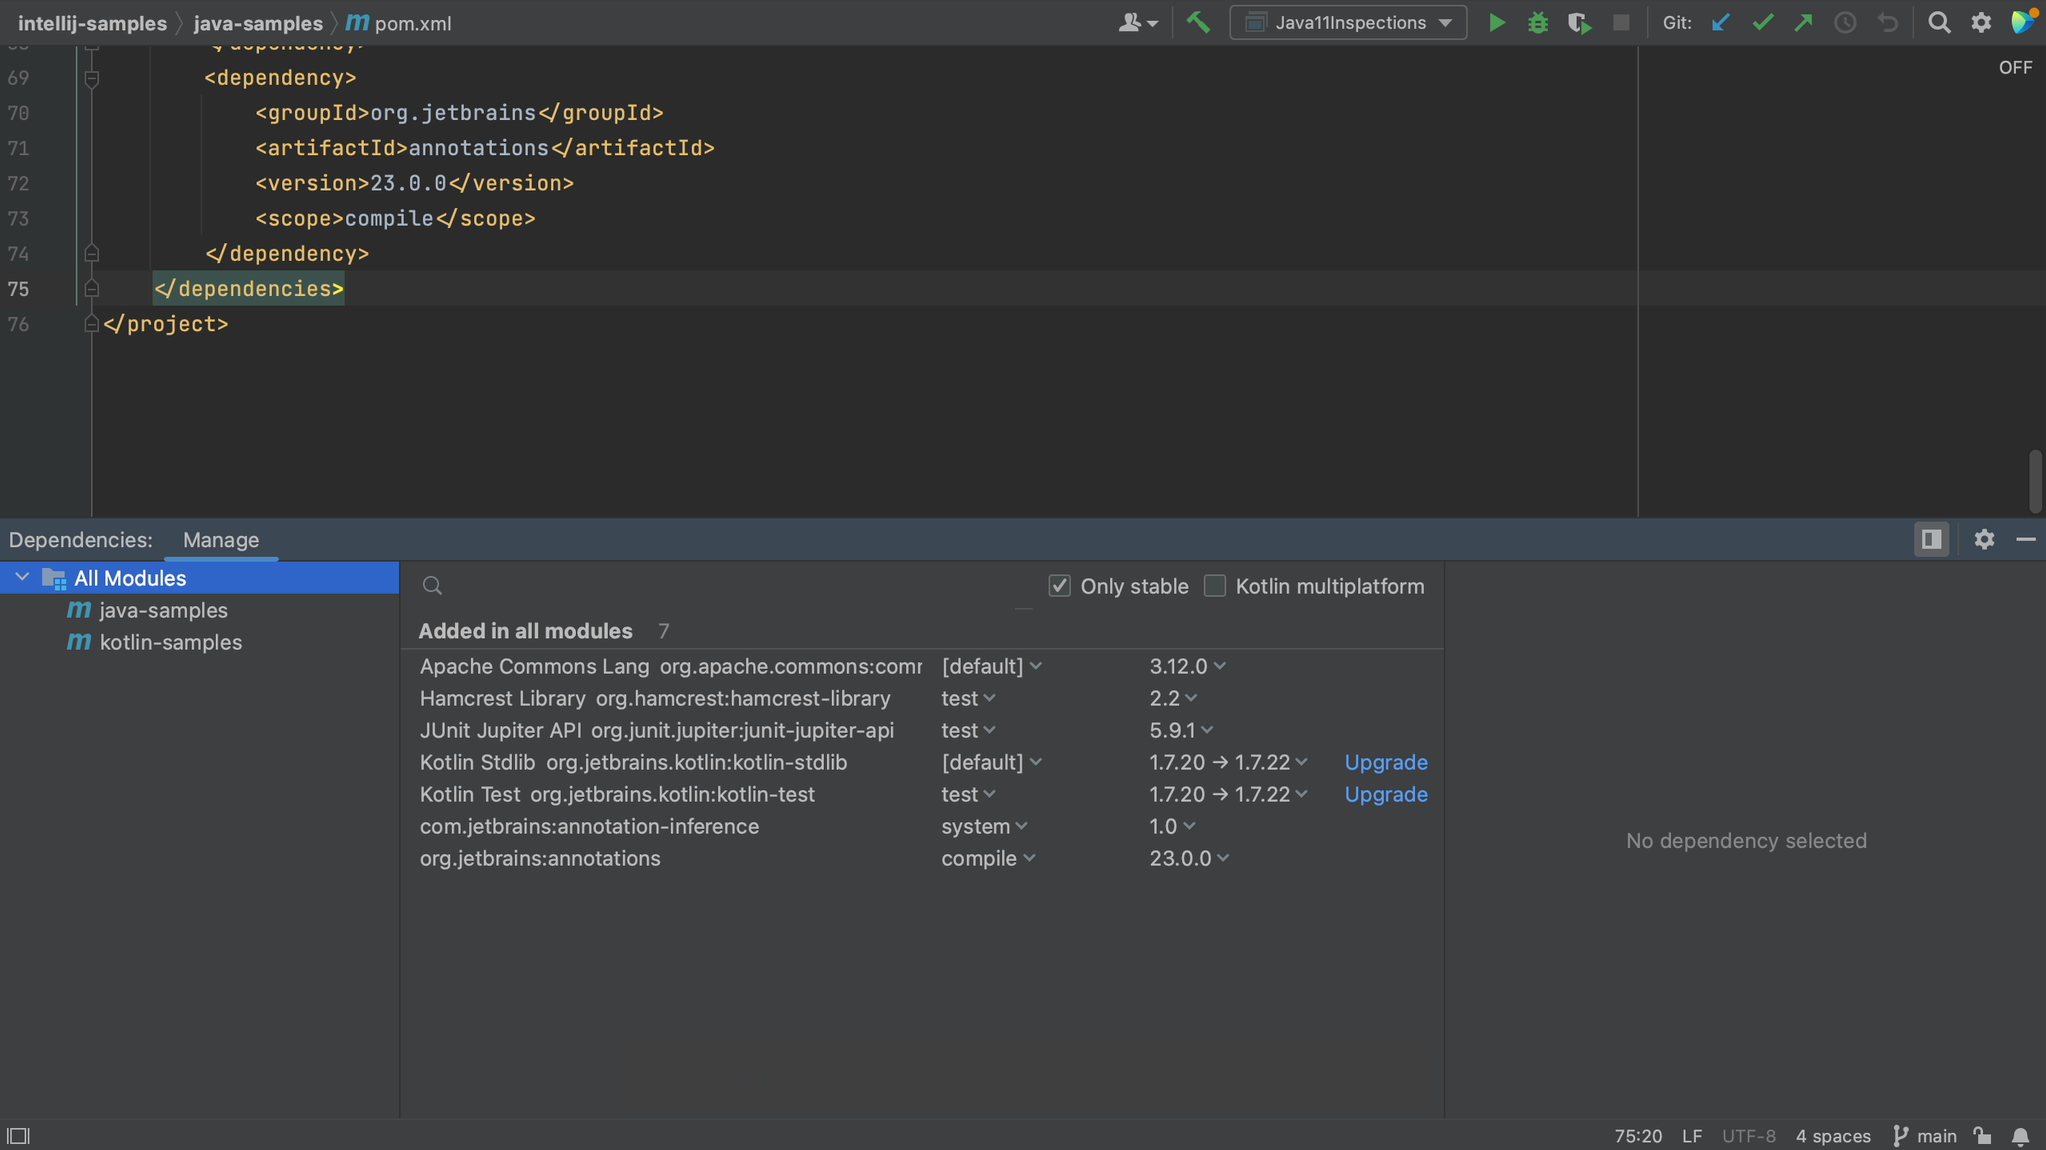 intellij-samples java-samples m pom.xml Java11Inspections Git:
OFF
68 </dependency>
69 <dependency>
70 <groupId>org.jetbrains</groupId>
71 <artifactId>annotations</artifactId>
72 <version>23.0.0</version>
73 <scope>compile</scope>
74 </dependency>
75 </dependencies>
76 </project>
Dependencies: Manage
All Modules
m java-samples
m kotlin-samples
Only stable Kotlin multiplatform
Added in all modules 7
Apache Commons Lang org.apache.commons:comm [default] 3.12.0
Hamcrest Library org.hamcrest:hamcrest-library test 2.2
JUnit Jupiter API org.junit.jupiter:junit-jupiter-api test 5.9.1
Kotlin Stdlib org.jetbrains.kotlin:kotlin-stdlib [default] 1.7.20 → 1.7.22 Upgrade
Kotlin Test org.jetbrains.kotlin:kotlin-test test 1.7.20 → 1.7.22 Upgrade
com.jetbrains:annotation-inference system 1.0
org.jetbrains:annotations compile 23.0.0
No dependency selected
75:20 LF UTF-8 4 spaces main